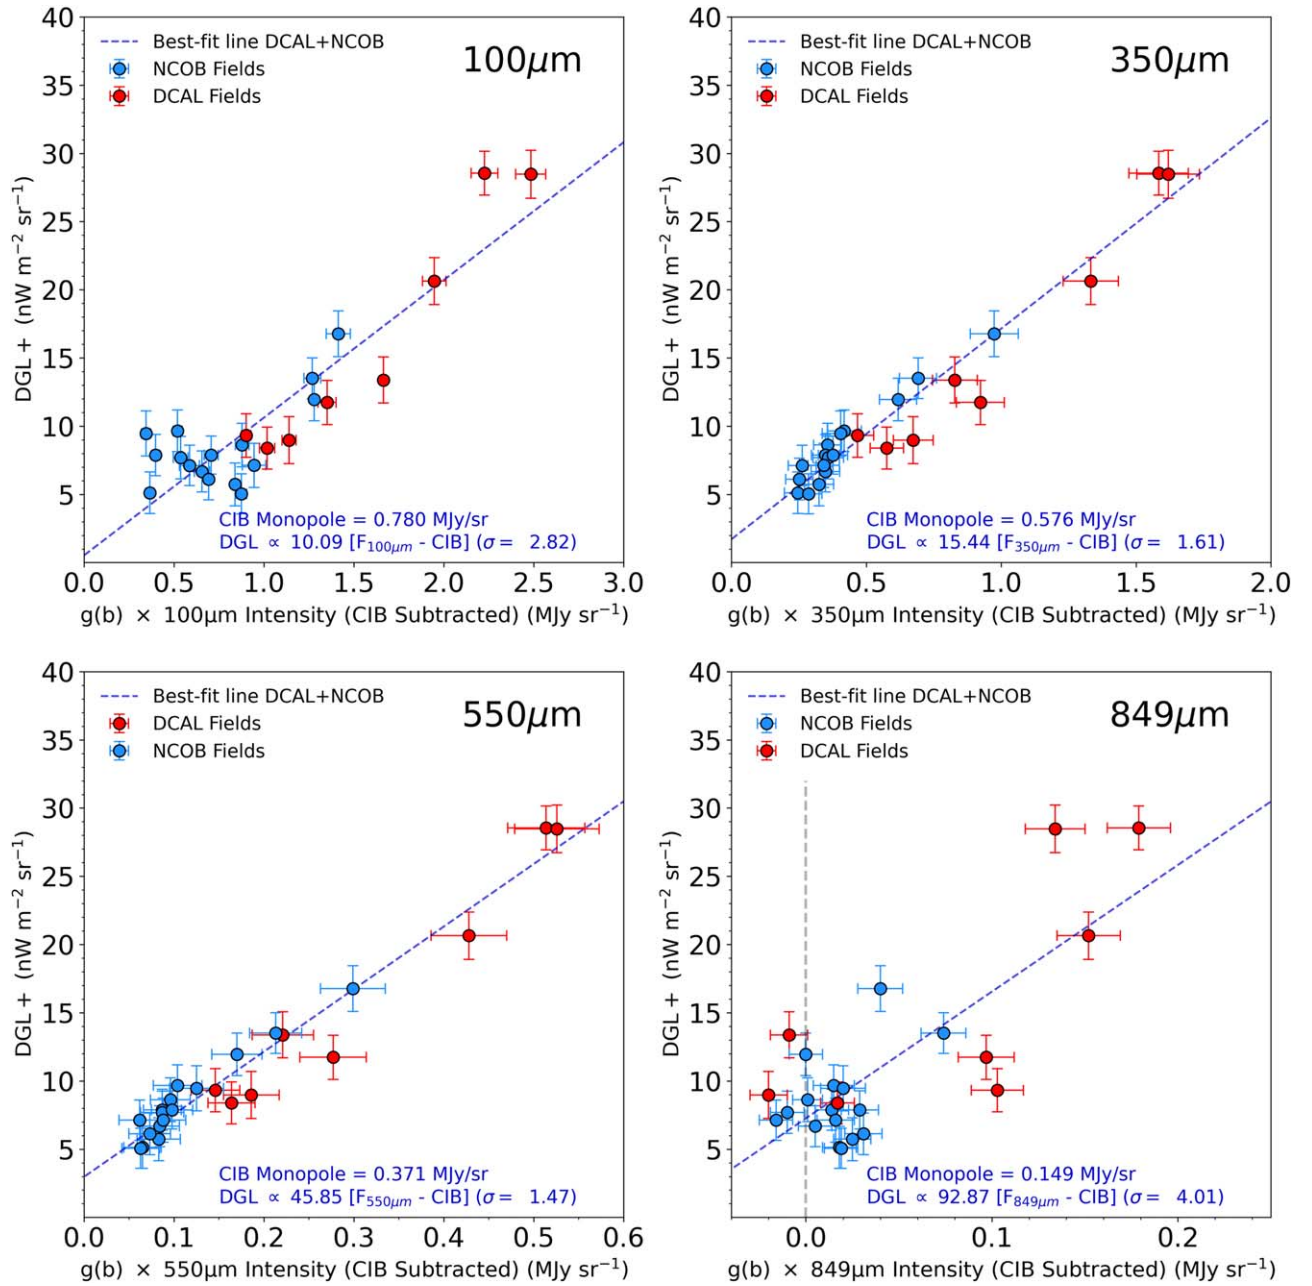 40
35
30
25
20
15
10
5
DGL+ (nW m⁻² sr⁻¹)
Best-fit line DCAL+NCOB
NCOB Fields
DCAL Fields
100μm
CIB Monopole = 0.780 MJy/sr
DGL ∝ 10.09 [F₁₀₀μm - CIB] (σ = 2.82)
0.0 0.5 1.0 1.5 2.0 2.5 3.0
g(b) × 100μm Intensity (CIB Subtracted) (MJy sr⁻¹)
40
35
30
25
20
15
10
5
DGL+ (nW m⁻² sr⁻¹)
Best-fit line DCAL+NCOB
NCOB Fields
DCAL Fields
350μm
CIB Monopole = 0.576 MJy/sr
DGL ∝ 15.44 [F₃₅₀μm - CIB] (σ = 1.61)
0.0 0.5 1.0 1.5 2.0
g(b) × 350μm Intensity (CIB Subtracted) (MJy sr⁻¹)
40
35
30
25
20
15
10
5
DGL+ (nW m⁻² sr⁻¹)
Best-fit line DCAL+NCOB
DCAL Fields
NCOB Fields
550μm
CIB Monopole = 0.371 MJy/sr
DGL ∝ 45.85 [F₅₅₀μm - CIB] (σ = 1.47)
0.0 0.1 0.2 0.3 0.4 0.5 0.6
g(b) × 550μm Intensity (CIB Subtracted) (MJy sr⁻¹)
40
35
30
25
20
15
10
5
DGL+ (nW m⁻² sr⁻¹)
Best-fit line DCAL+NCOB
NCOB Fields
DCAL Fields
849μm
CIB Monopole = 0.149 MJy/sr
DGL ∝ 92.87 [F₈₄₉μm - CIB] (σ = 4.01)
0.0 0.1 0.2
g(b) × 849μm Intensity (CIB Subtracted) (MJy sr⁻¹)